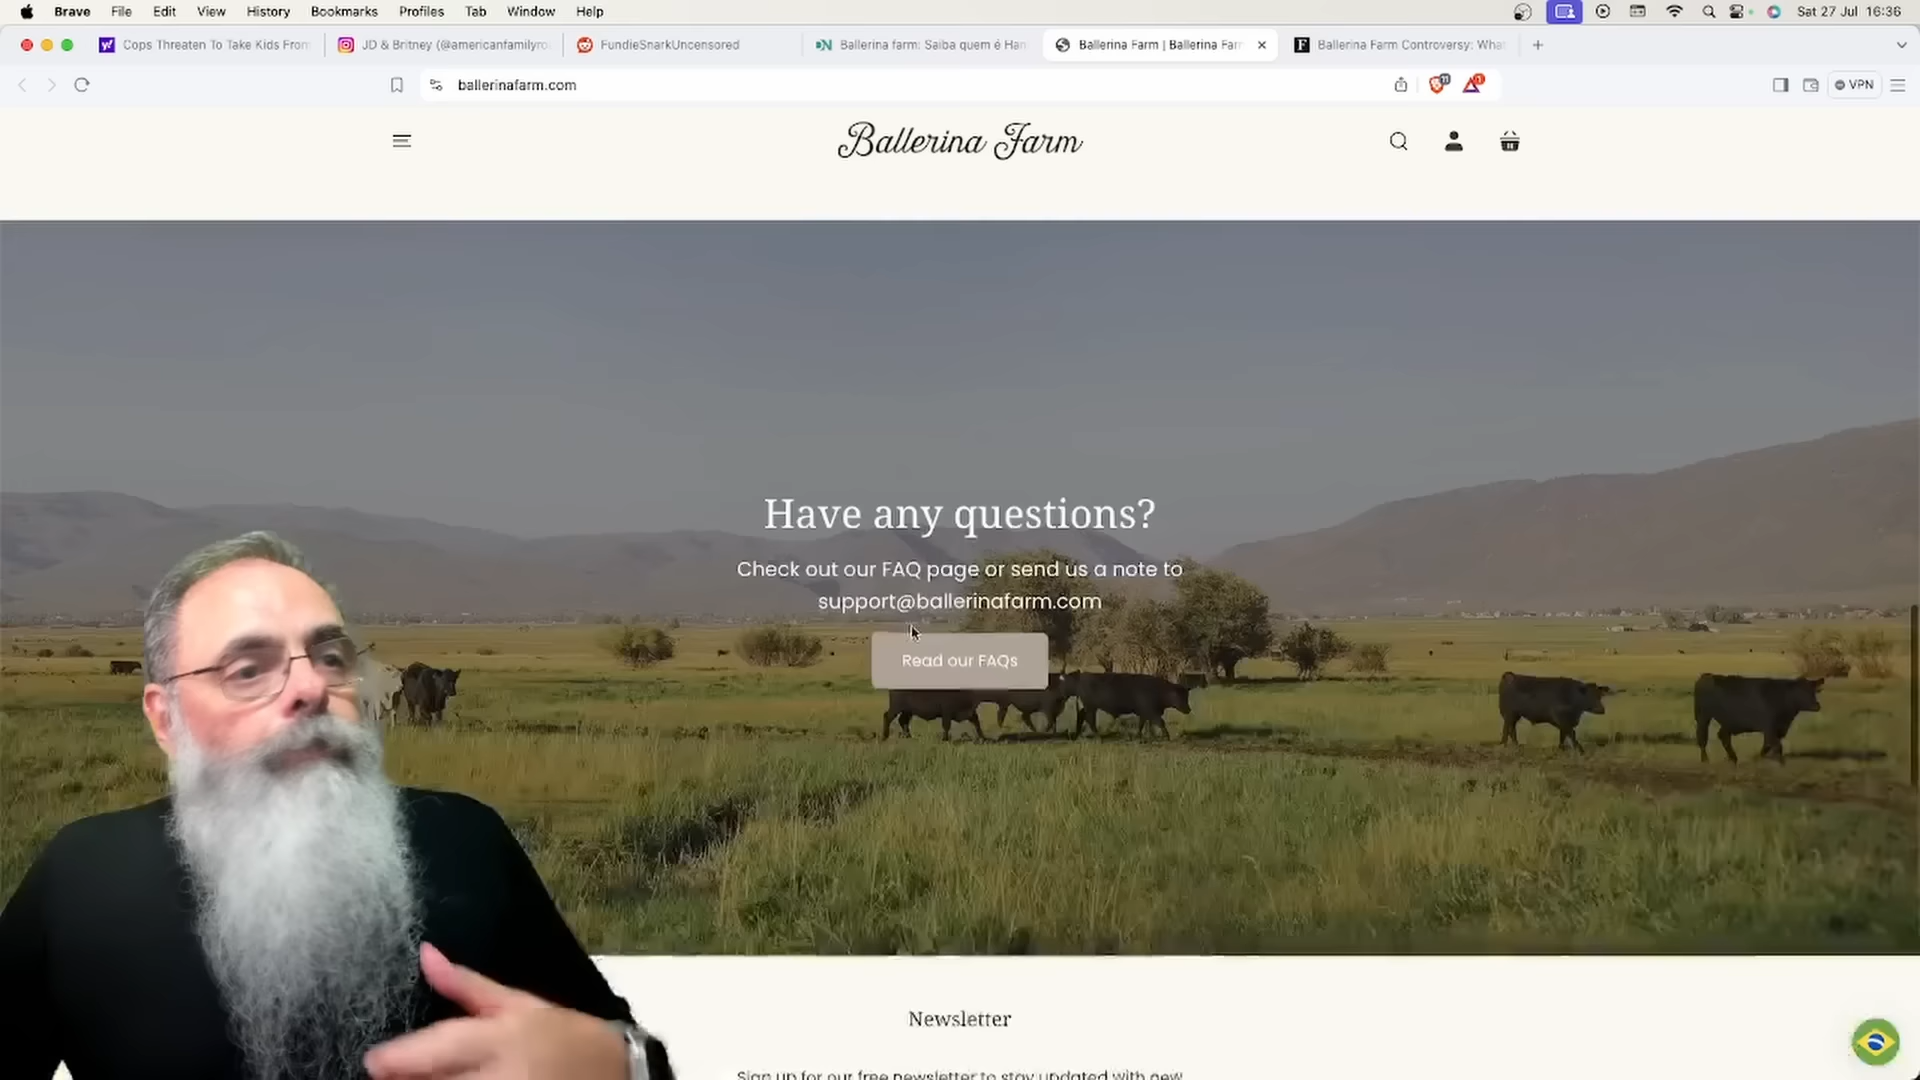 Brave File Edit View History Bookmarks Profiles Tab Window Help Sat 27 Jul 16:36
Cops Threaten To Take Kids From JD & Britney (@americanfamilyro FundieSnarkUncensored Ballerina farm: Saiba quem é Han Ballerina Farm | Ballerina Far Ballerina Farm Controversy: Wha
ballerinafarm.com VPN
Ballerina Farm
Have any questions?
Check out our FAQ page or send us a note to
support@ballerinafarm.com
Read our FAQs
Newsletter
Sign up for our free newsletter to stay updated with new